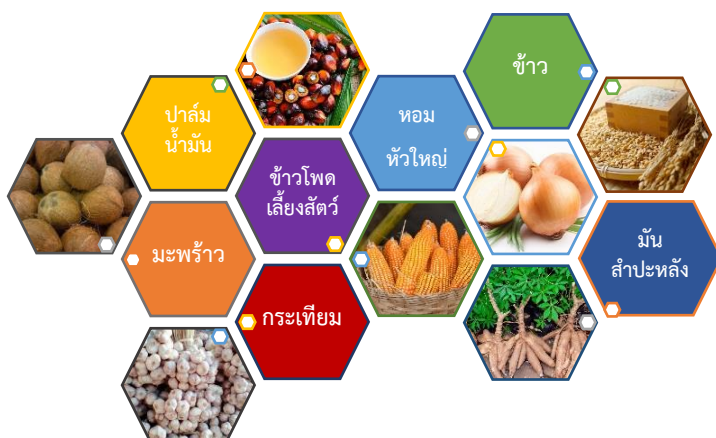 ข้าว
ปาล์ม
น้ำมัน
หอม
หัวใหญ่
ข้าวโพด
เลี้ยงสัตว์
มะพร้าว
มัน
สำปะหลัง
กระเทียม